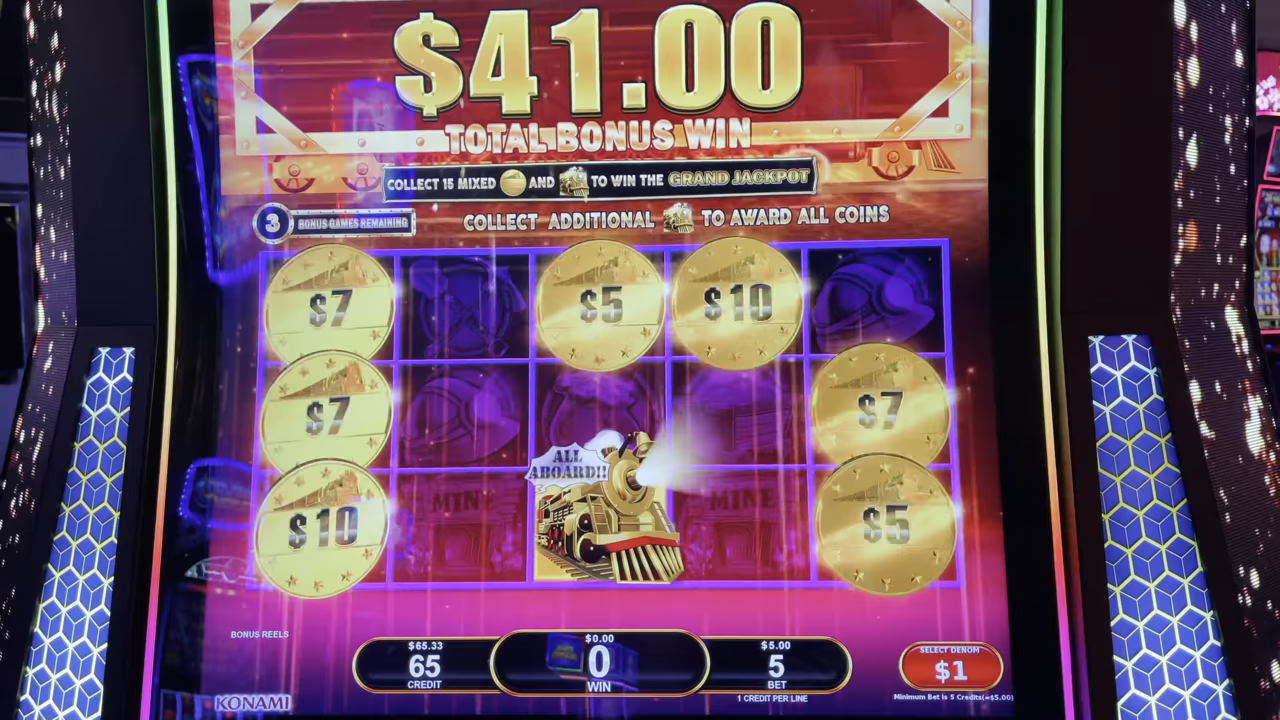 $41.00
TOTAL BONUS WIN
COLLECT 15 MIXED AND TO WIN THE GRAND JACKPOT
3 BONUS GAMES REMAINING
COLLECT ADDITIONAL TO AWARD ALL COINS
$7 $5 $10
$7 $7
ALL
ABOARD!!
$10 MINE MINE $5
BONUS REELS
$65.33 $0.00 $5.00
65 0 5
CREDIT WIN BET
1 CREDIT PER LINE
SELECT DENOM
$1
Minimum Bet is 5 Credits(=$5.00)
KONAMI